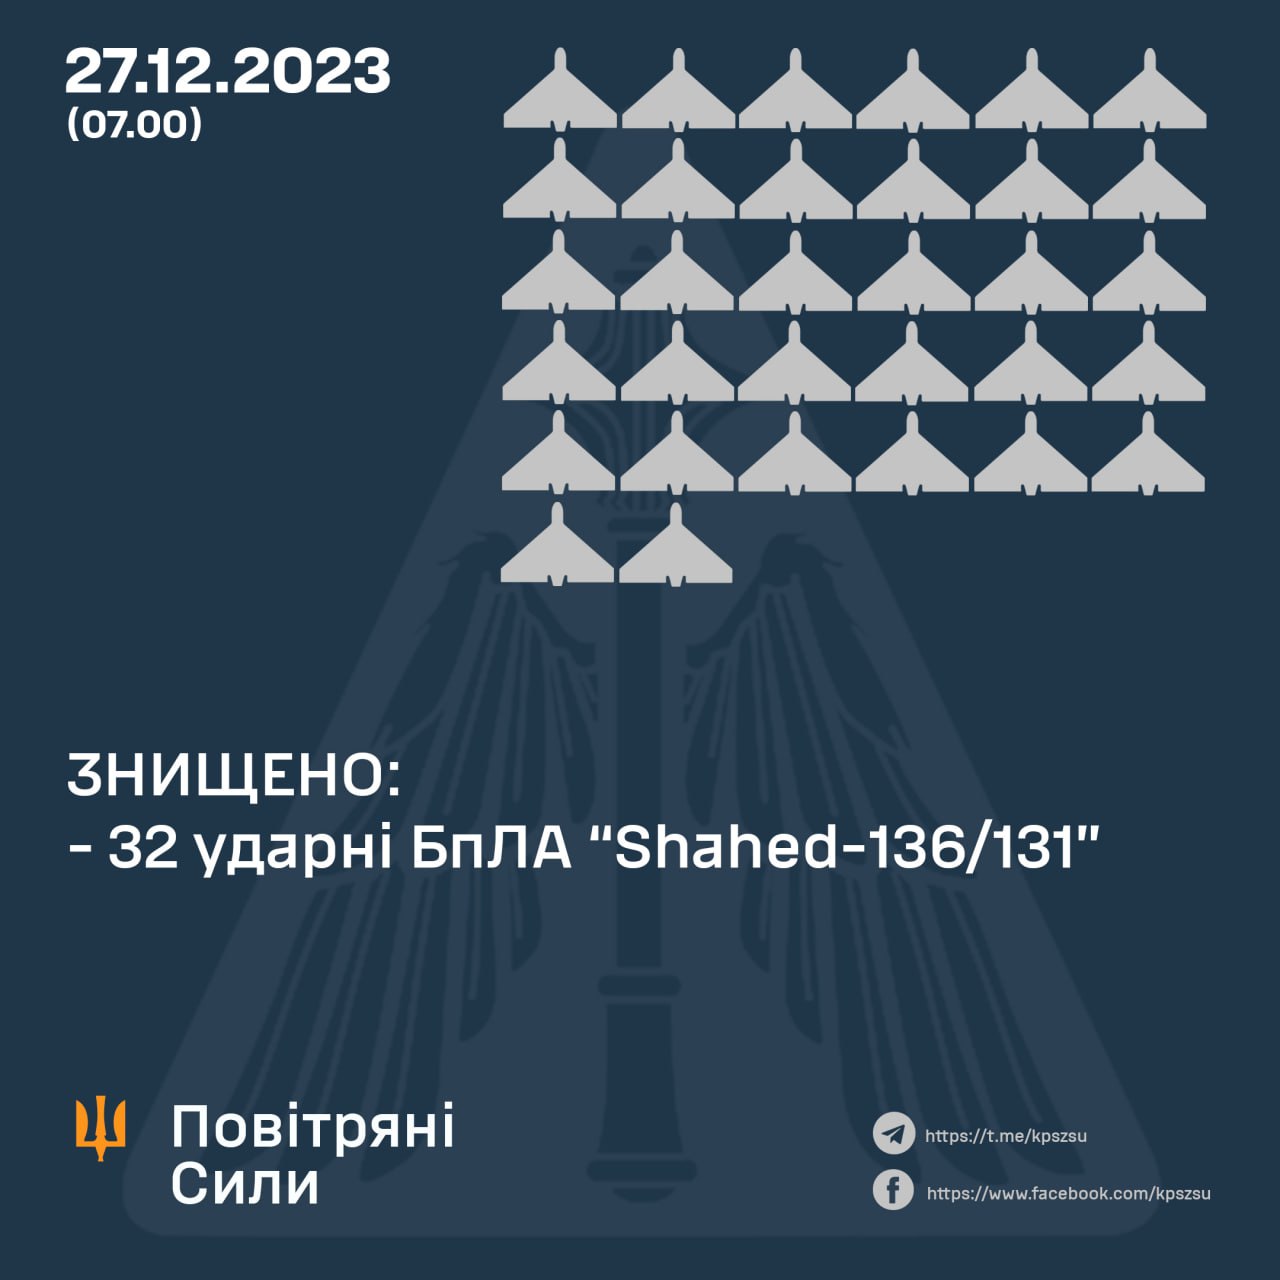 27.12.2023
(07.00)
ЗНИЩЕНО:
- 32 ударні БпЛА “Shahed-136/131”
Повітряні
Сили
https://t.me/kpszsu
https://www.facebook.com/kpszsu